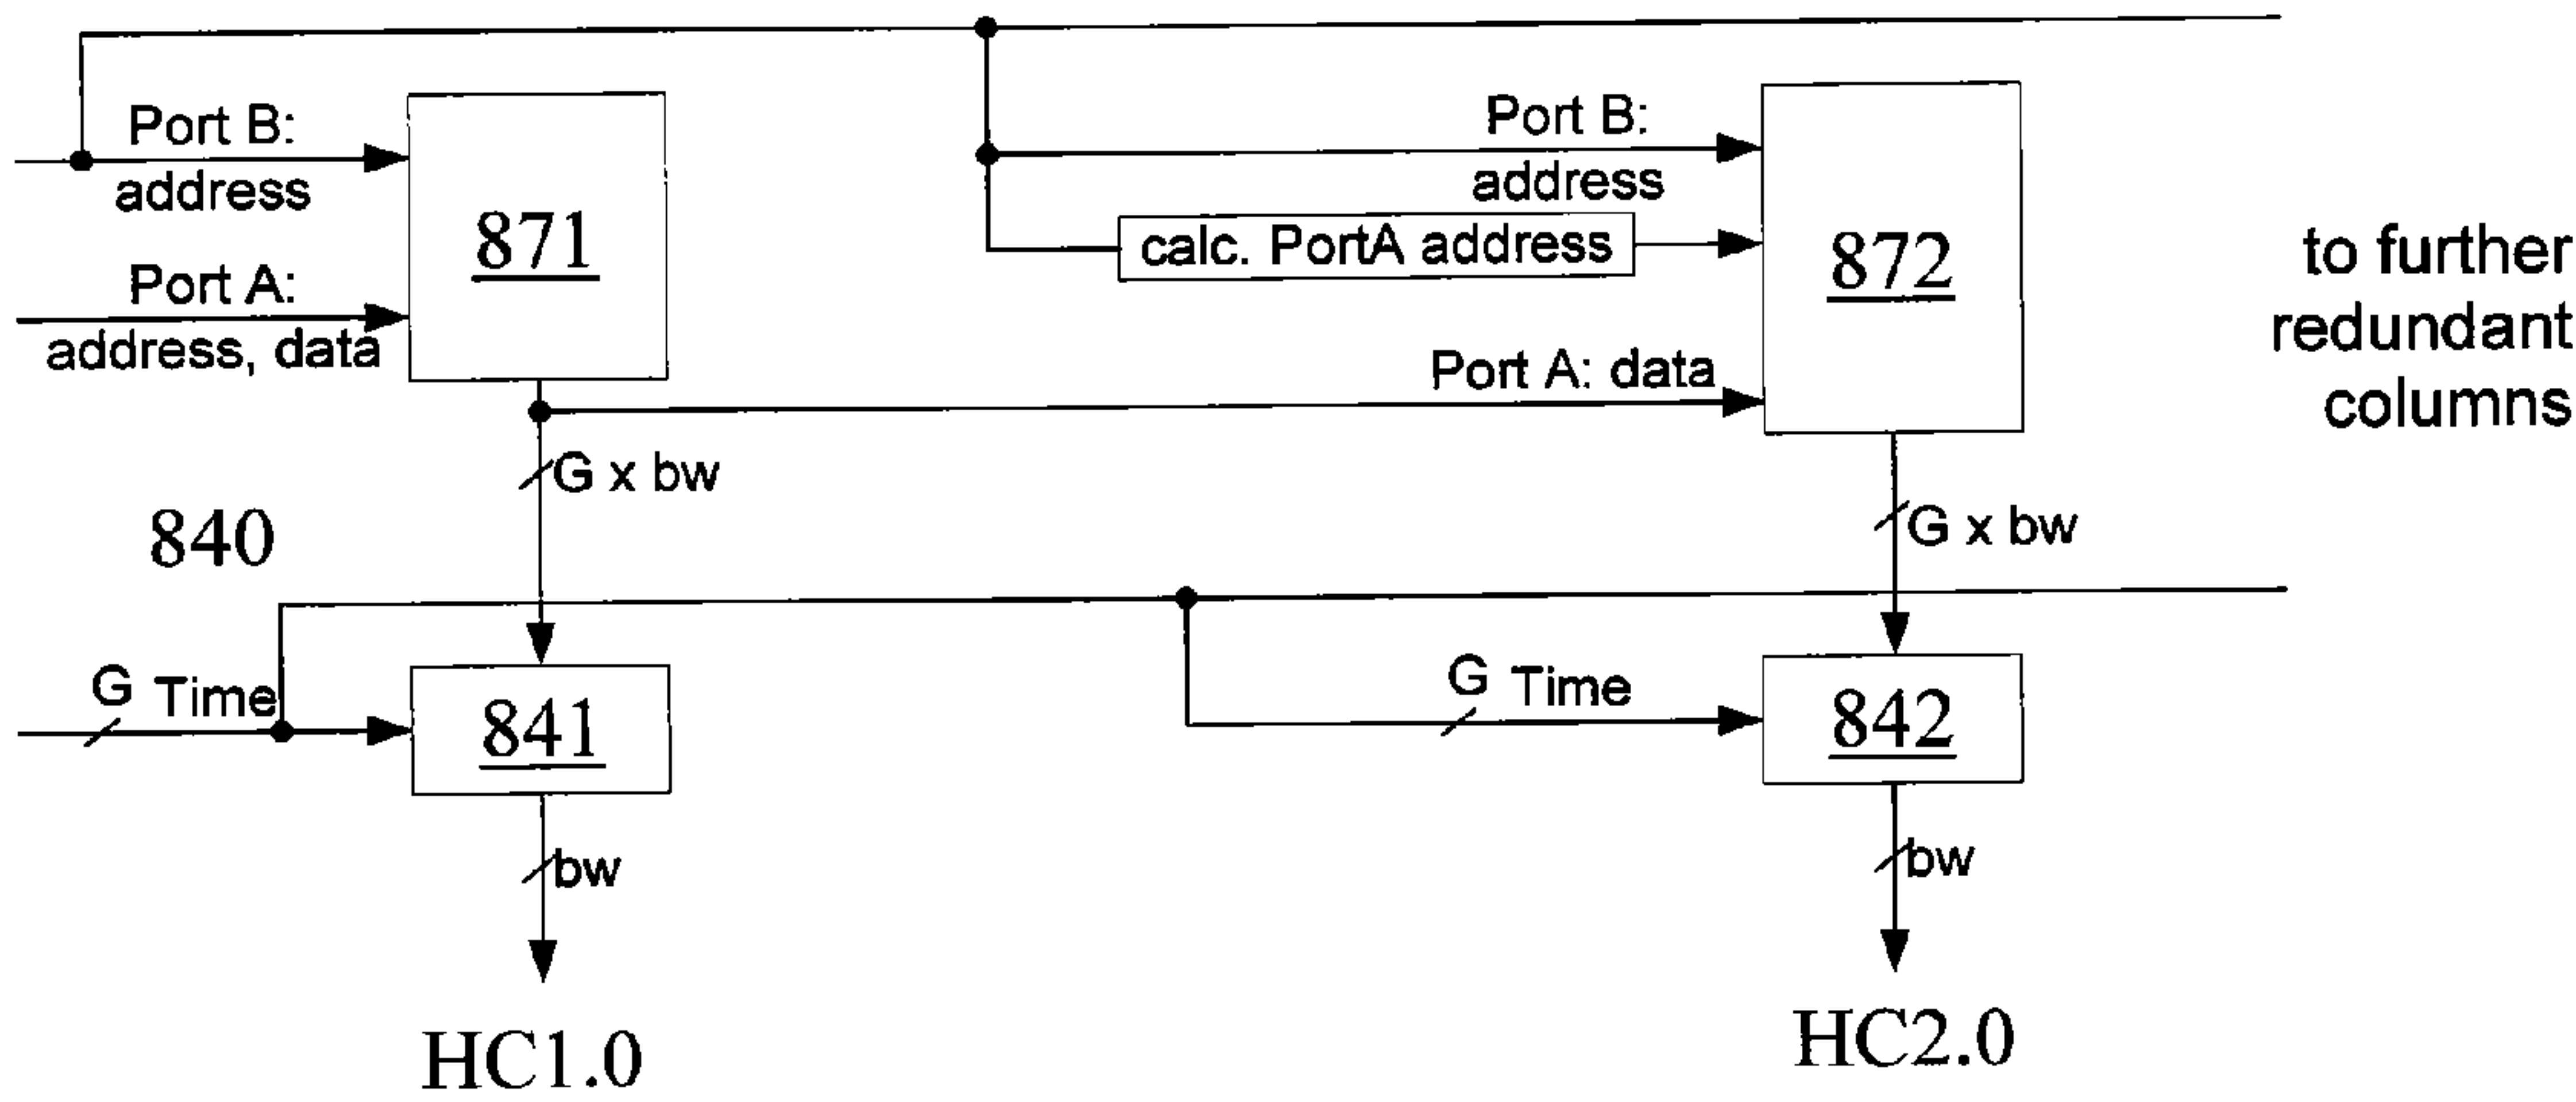 Port B:
address
871
Port A:
address, data
Port B:
address
calc. PortA address
872
Port A: data
to further
redundant
columns
G x bw
G x bw
840
G Time
841
G Time
842
bw
bw
HC1.0
HC2.0